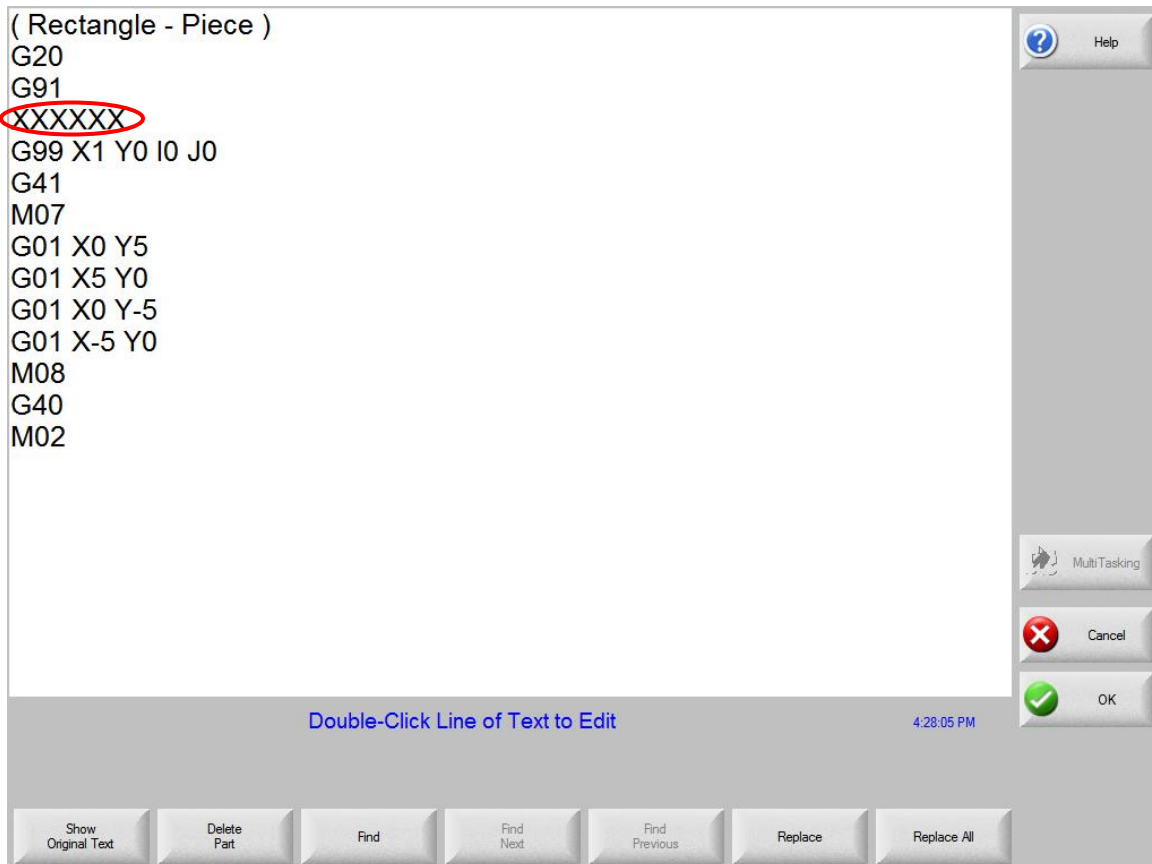 ( Rectangle - Piece )
G20
G91
XXXXXX
G99 X1 Y0 I0 J0
G41
M07
G01 X0 Y5
G01 X5 Y0
G01 X0 Y-5
G01 X-5 Y0
M08
G40
M02
Help
MultiTasking
Cancel
OK
Double-Click Line of Text to Edit
4:28:05 PM
Show
Original Text
Delete
Part
Find
Find
Next
Find
Previous
Replace
Replace All